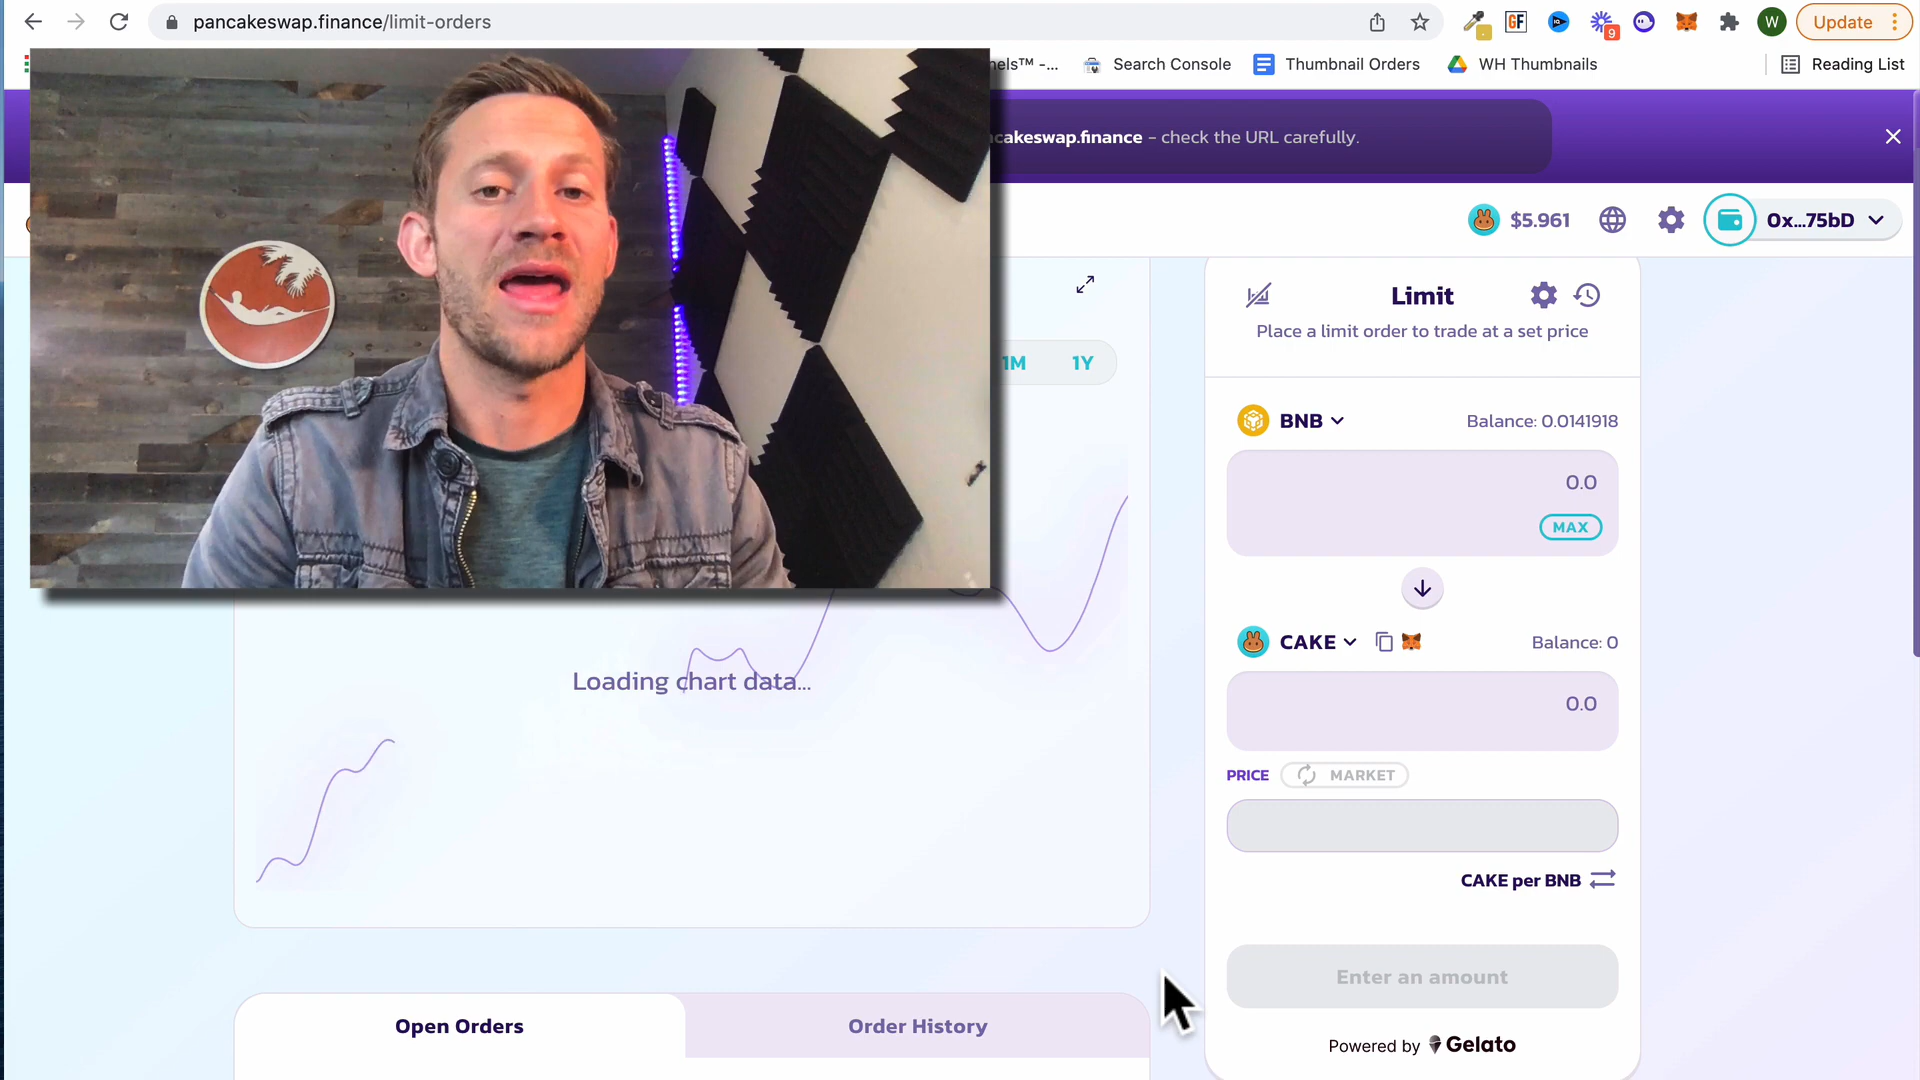 pancakeswap.finance/limit-orders
GF
9
W
Update
nels™ -...
Search Console
Thumbnail Orders
WH Thumbnails
Reading List
ncakeswap.finance - check the URL carefully.
$5.961
0x...75bD
1M
1Y
Limit
Place a limit order to trade at a set price
BNB
Balance: 0.0141918
0.0
MAX
CAKE
Balance: 0
0.0
Loading chart data...
PRICE
MARKET
CAKE per BNB
Enter an amount
Open Orders
Order History
Powered by Gelato